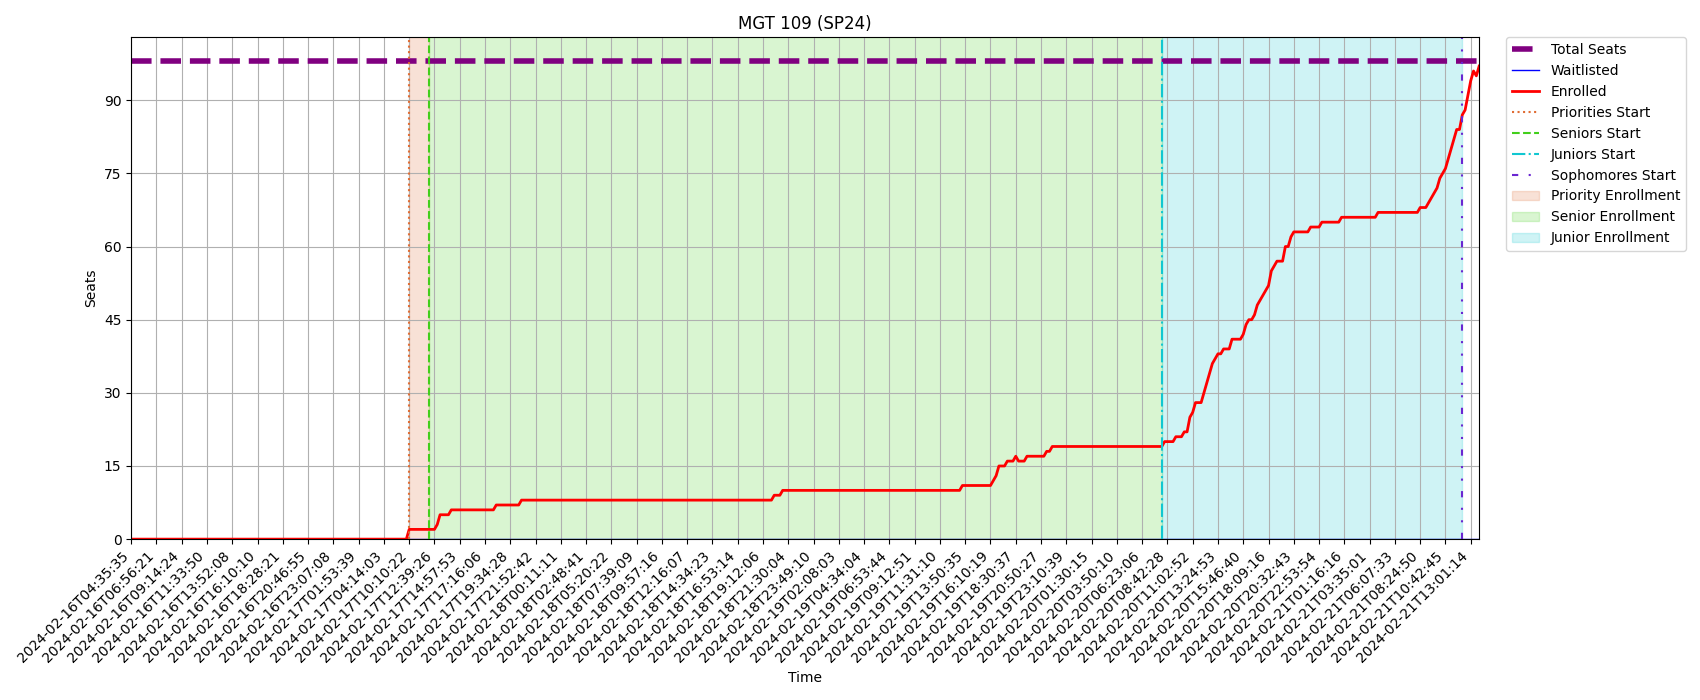 MGT 109 (SP24)
Total Seats
Waitlisted
Enrolled
Priorities Start
Seniors Start
Juniors Start
Sophomores Start
Priority Enrollment
Senior Enrollment
Junior Enrollment
Seats
90
75
60
45
30
15
0
2024-02-16T04:35:35
2024-02-16T06:56:21
2024-02-16T09:14:24
2024-02-16T11:33:50
2024-02-16T13:52:08
2024-02-16T16:10:10
2024-02-16T18:28:21
2024-02-16T20:46:55
2024-02-16T23:07:08
2024-02-17T01:53:39
2024-02-17T04:14:03
2024-02-17T10:10:22
2024-02-17T12:39:26
2024-02-17T14:57:53
2024-02-17T17:16:06
2024-02-17T19:34:28
2024-02-17T21:52:42
2024-02-18T00:11:11
2024-02-18T02:48:41
2024-02-18T05:20:22
2024-02-18T07:39:09
2024-02-18T09:57:16
2024-02-18T12:16:07
2024-02-18T14:34:23
2024-02-18T16:53:14
2024-02-18T19:12:06
2024-02-18T21:30:04
2024-02-18T23:49:10
2024-02-19T02:08:03
2024-02-19T04:34:04
2024-02-19T06:53:44
2024-02-19T09:12:51
2024-02-19T11:31:10
2024-02-19T13:50:35
2024-02-19T16:10:19
2024-02-19T18:30:37
2024-02-19T20:50:27
2024-02-19T23:10:39
2024-02-20T01:30:15
2024-02-20T03:50:10
2024-02-20T06:23:06
2024-02-20T08:42:28
2024-02-20T11:02:52
2024-02-20T13:24:53
2024-02-20T15:46:40
2024-02-20T18:09:16
2024-02-20T20:32:43
2024-02-20T22:53:54
2024-02-21T01:16:16
2024-02-21T03:35:01
2024-02-21T06:07:33
2024-02-21T08:24:50
2024-02-21T10:42:45
2024-02-21T13:01:14
Time